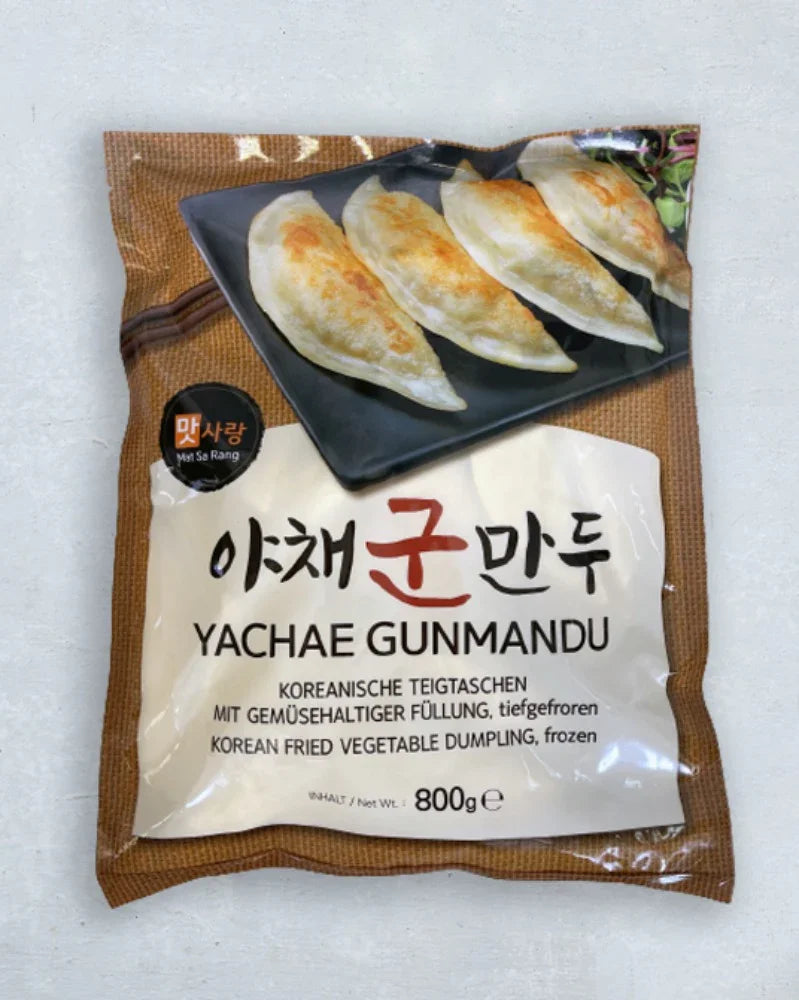 맛사랑
Mat Sa Rang
야채군만두
YACHAE GUNMANDU
KOREANISCHE TEIGTASCHEN
MIT GEMÜSEHALTIGER FÜLLUNG, tiefgefroren
KOREAN FRIED VEGETABLE DUMPLING, frozen
INHALT / Net Wt. : 800g ℮